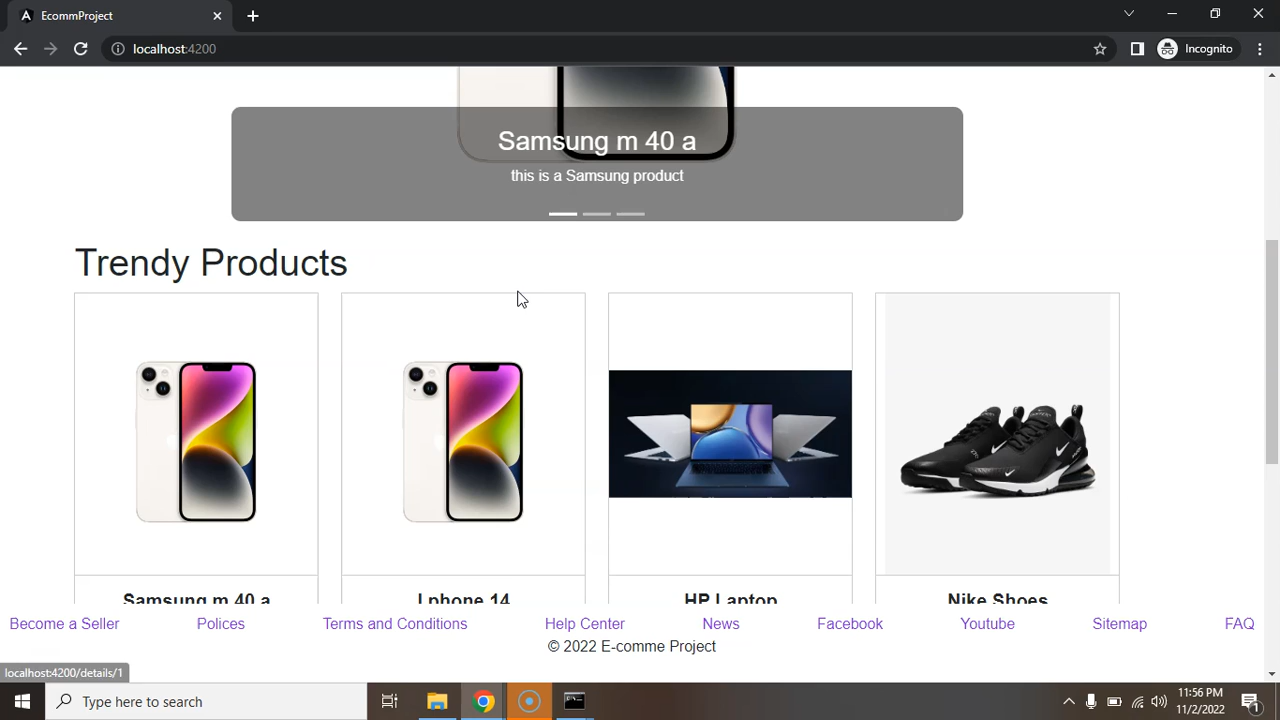 EcommProject
localhost:4200
Incognito
Samsung m 40 a
this is a Samsung product
Trendy Products
Samsung m 40 a
I phone 14
HP Laptop
Nike Shoes
Become a Seller
Polices
Terms and Conditions
Help Center
News
Facebook
Youtube
Sitemap
FAQ
© 2022 E-comme Project
localhost:4200/details/1
Type here to search
11:56 PM
11/2/2022
1